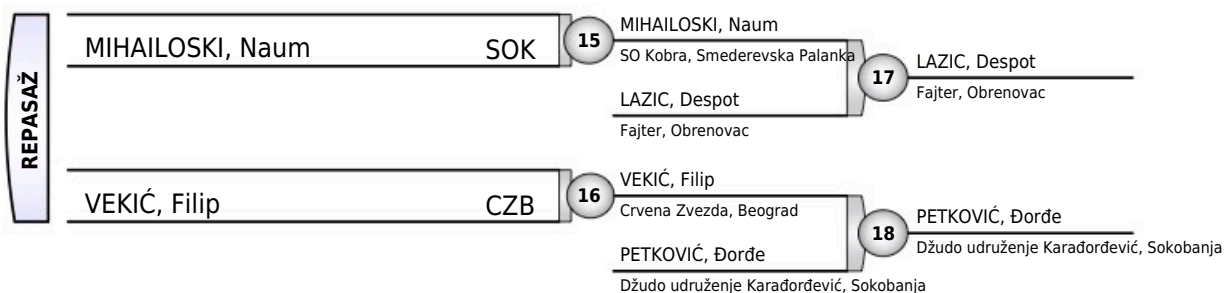 REPASAŽ
MIHAILOSKI, Naum SOK
15
MIHAILOSKI, Naum
SO Kobra, Smederevska Palanka
LAZIC, Despot
Fajter, Obrenovac
17
LAZIC, Despot
Fajter, Obrenovac
VEKIĆ, Filip CZB
16
VEKIĆ, Filip
Crvena Zvezda, Beograd
PETKOVIĆ, Đorđe
Džudo udruženje Karađorđević, Sokobanja
18
PETKOVIĆ, Đorđe
Džudo udruženje Karađorđević, Sokobanja